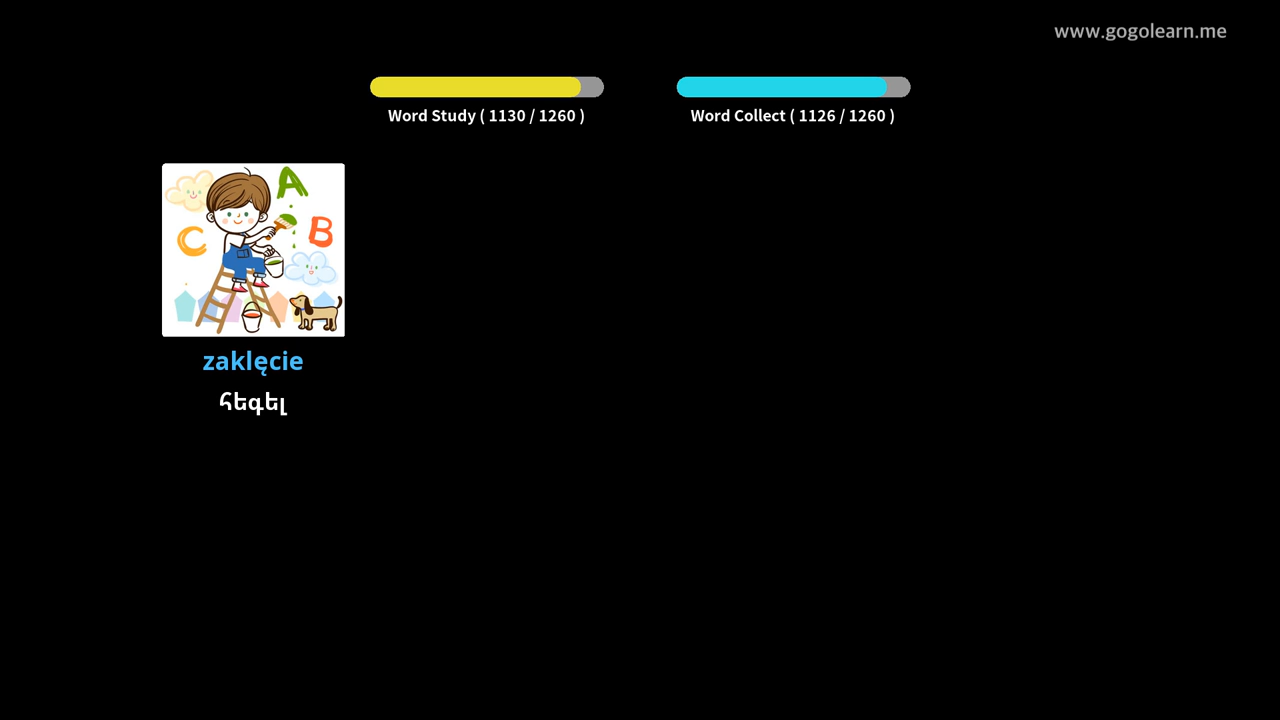 www.gogolearn.me
Word Study ( 1130 / 1260 )
Word Collect ( 1126 / 1260 )
A
B
C
zaklęcie
հեգել